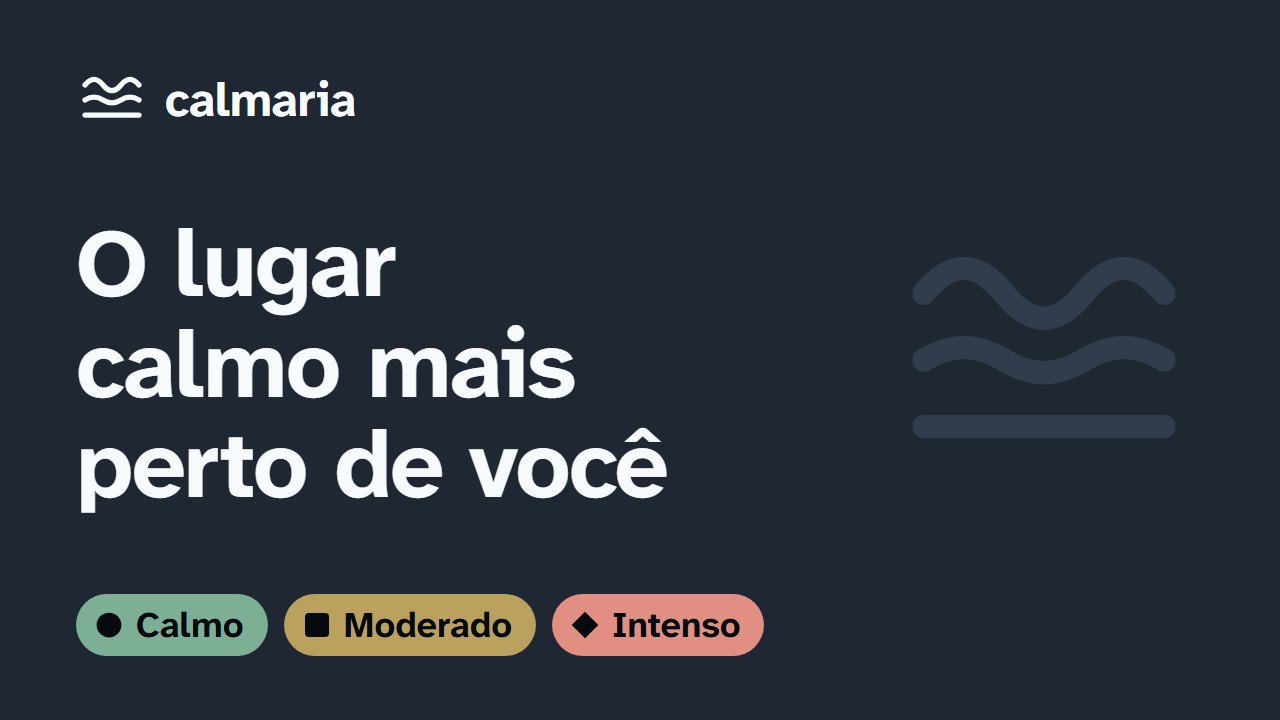 calmaria
O lugar
calmo mais
perto de você
Calmo
Moderado
Intenso